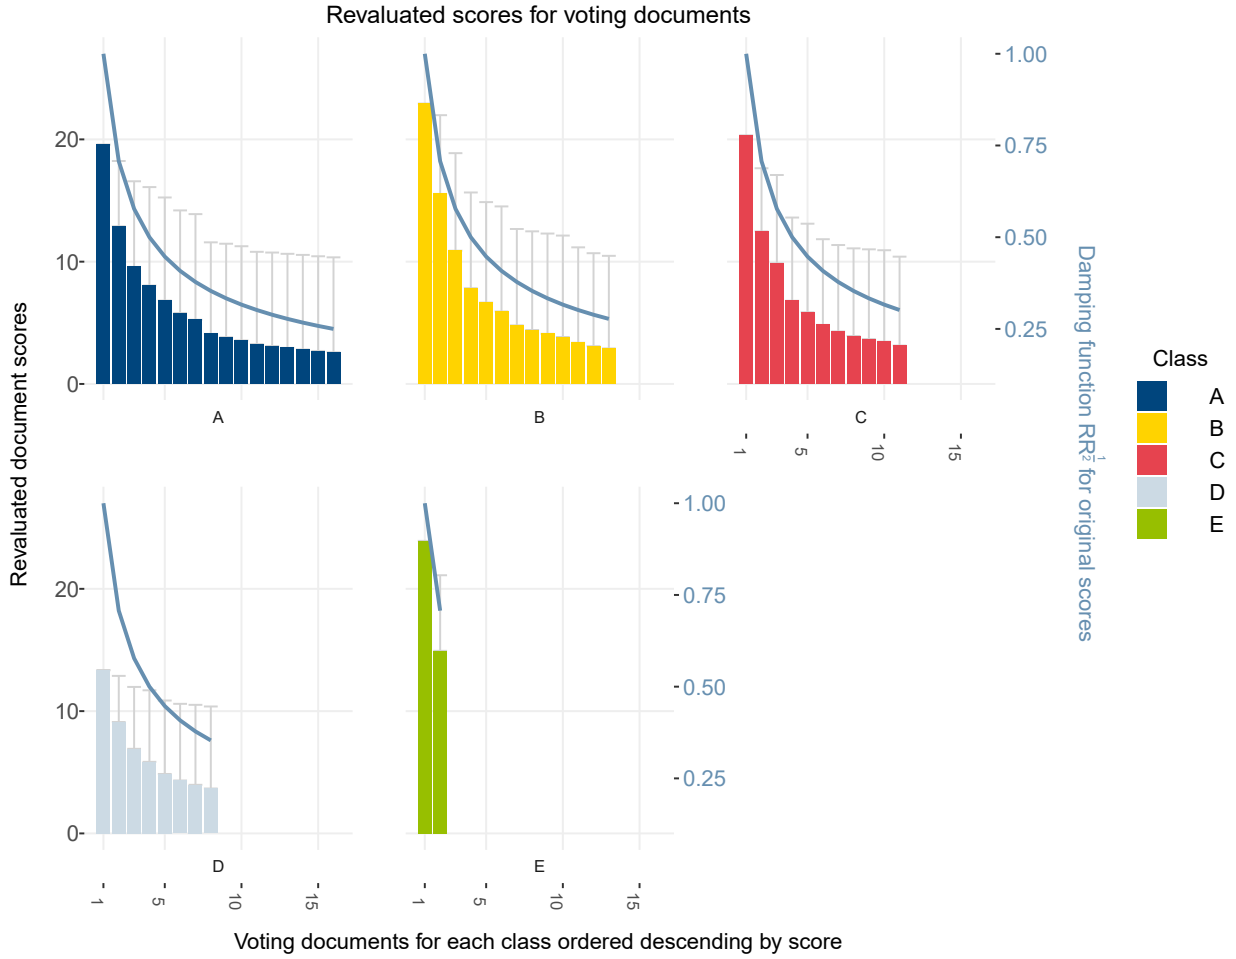 Revaluated scores for voting documents
1.00
0.75
0.50
0.25
20
10
0
A
B
C
1
5
10
15
Revaluated document scores
Damping function RR^1/2 for original scores
Class
A
B
C
D
E
1.00
0.75
0.50
0.25
20
10
0
D
E
1
5
10
15
1
5
10
15
Voting documents for each class ordered descending by score